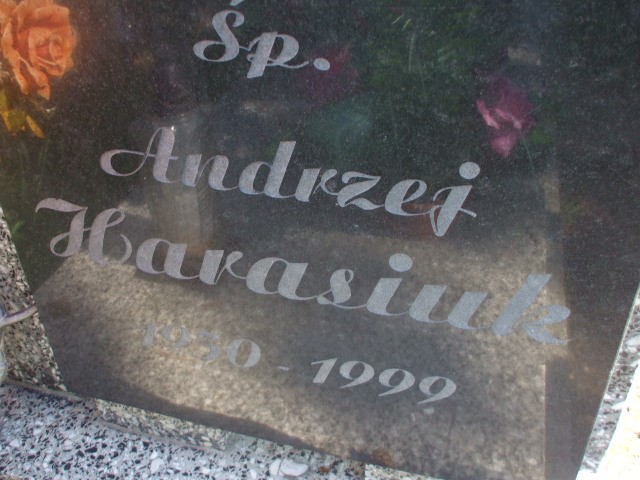 Śp.
Andrzej
Harasiuk
1930 - 1999